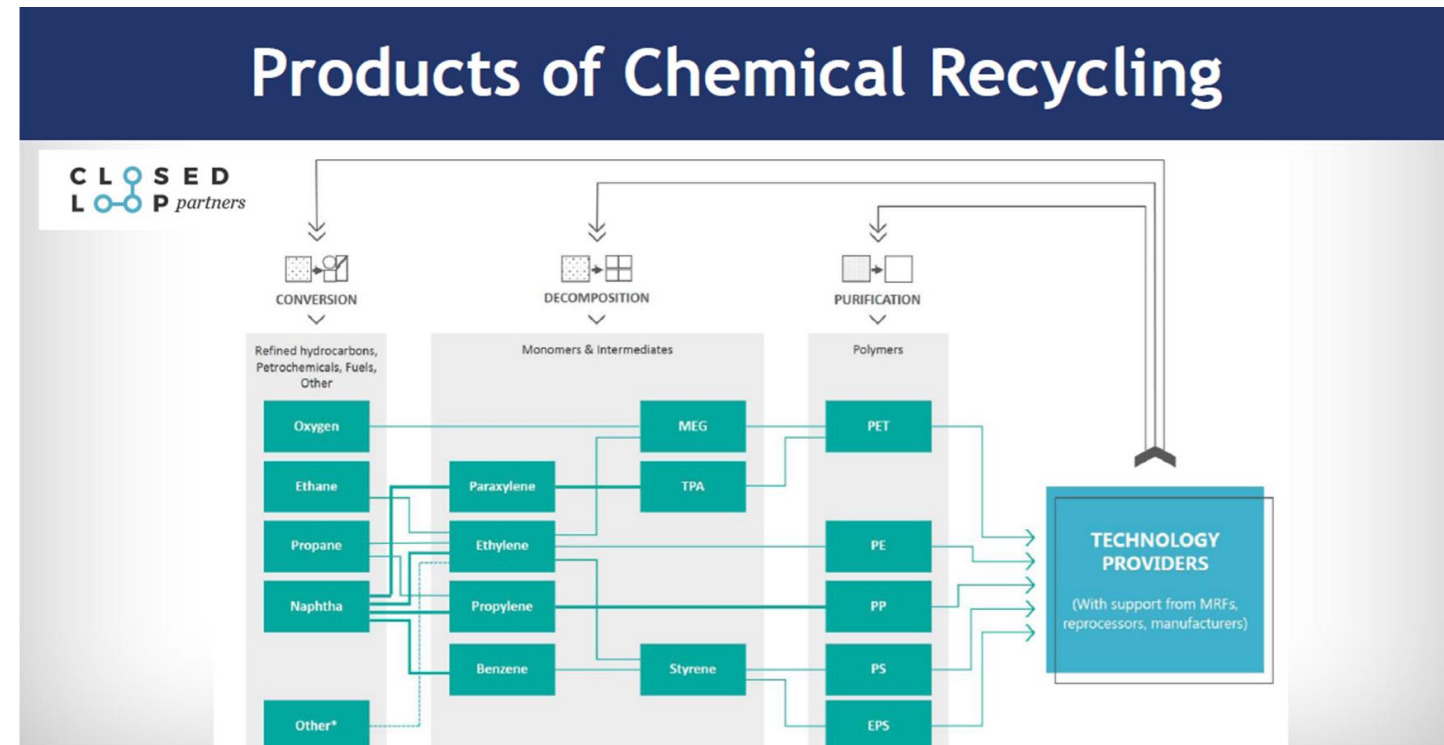 Products of Chemical Recycling
CLOSED
LOOP partners
CONVERSION
DECOMPOSITION
PURIFICATION
Refined hydrocarbons,
Petrochemicals, Fuels,
Other
Monomers & Intermediates
Polymers
Oxygen
MEG
PET
Ethane
Paraxylene
TPA
Propane
Ethylene
PE
Naphtha
Propylene
PP
Benzene
Styrene
PS
Other*
EPS
TECHNOLOGY
PROVIDERS
(With support from MRFs,
reprocessors, manufacturers)